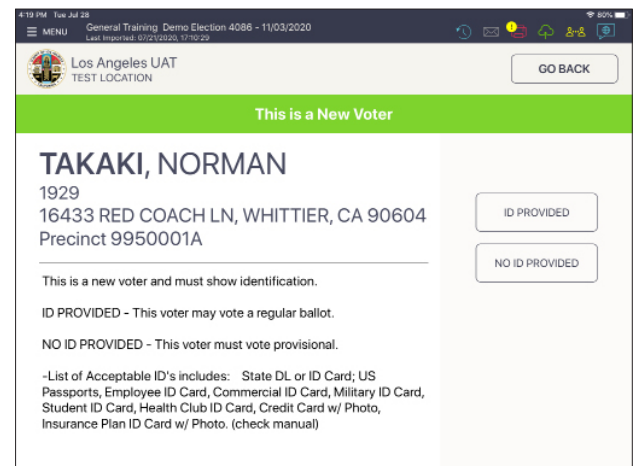 4:19 PM Tue Jul 28
80%
MENU
General Training Demo Election 4086 - 11/03/2020
Last Imported: 07/21/2020, 17:10:29
Los Angeles UAT
TEST LOCATION
GO BACK
This is a New Voter
TAKAKI, NORMAN
1929
16433 RED COACH LN, WHITTIER, CA 90604
Precinct 9950001A
ID PROVIDED
NO ID PROVIDED
This is a new voter and must show identification.
ID PROVIDED - This voter may vote a regular ballot.
NO ID PROVIDED - This voter must vote provisional.
-List of Acceptable ID's includes: State DL or ID Card; US
Passports, Employee ID Card, Commercial ID Card, Military ID Card,
Student ID Card, Health Club ID Card, Credit Card w/ Photo,
Insurance Plan ID Card w/ Photo. (check manual)